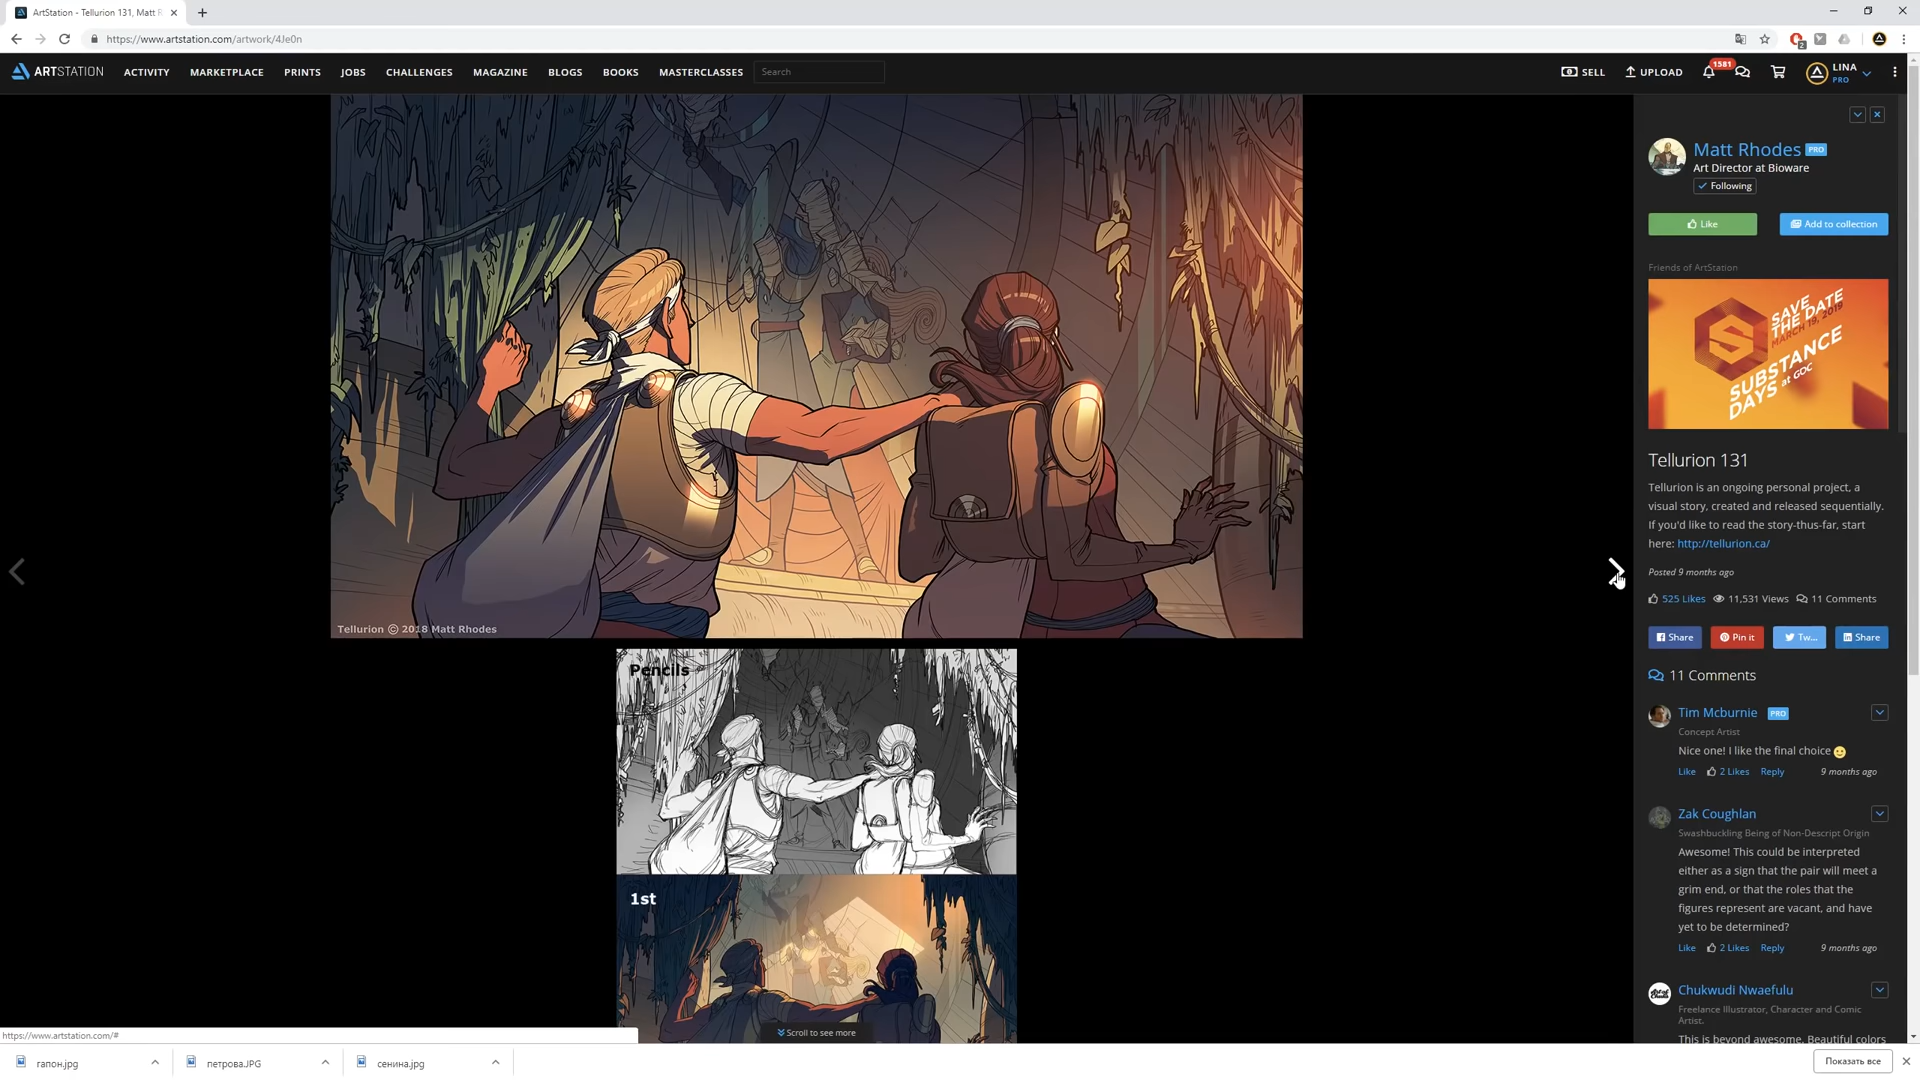 ArtStation - Tellurion 131, Matt R
https://www.artstation.com/artwork/4Je0n
2
ARTSTATION
ACTIVITY
MARKETPLACE
PRINTS
JOBS
CHALLENGES
MAGAZINE
BLOGS
BOOKS
MASTERCLASSES
Search
SELL
UPLOAD
1581
LINA
PRO
Matt Rhodes PRO
Art Director at Bioware
Following
Like
Add to collection
Friends of ArtStation
SAVE
THE DATE
MARCH 19, 2019
S
SUBSTANCE
DAYS at GDC
Tellurion 131
Tellurion is an ongoing personal project, a
visual story, created and released sequentially.
If you'd like to read the story-thus-far, start
here: http://tellurion.ca/
Posted 9 months ago
525 Likes 11,531 Views 11 Comments
Share
Pin it
Tw...
Share
11 Comments
Tim Mcburnie PRO
Concept Artist
Nice one! I like the final choice
Like 2 Likes Reply 9 months ago
Zak Coughlan
Swashbuckling Being of Non-Descript Origin
Awesome! This could be interpreted
either as a sign that the pair will meet a
grim end, or that the roles that the
figures represent are vacant, and have
yet to be determined?
Like 2 Likes Reply 9 months ago
Chukwudi Nwaefulu
Freelance Illustrator, Character and Comic
Artist.
This is beyond awesome. Beautiful colors
Tellurion © 2018 Matt Rhodes
Pencils
1st
Scroll to see more
https://www.artstation.com/#
гапон.jpg
петрова.JPG
сенина.jpg
Показать все